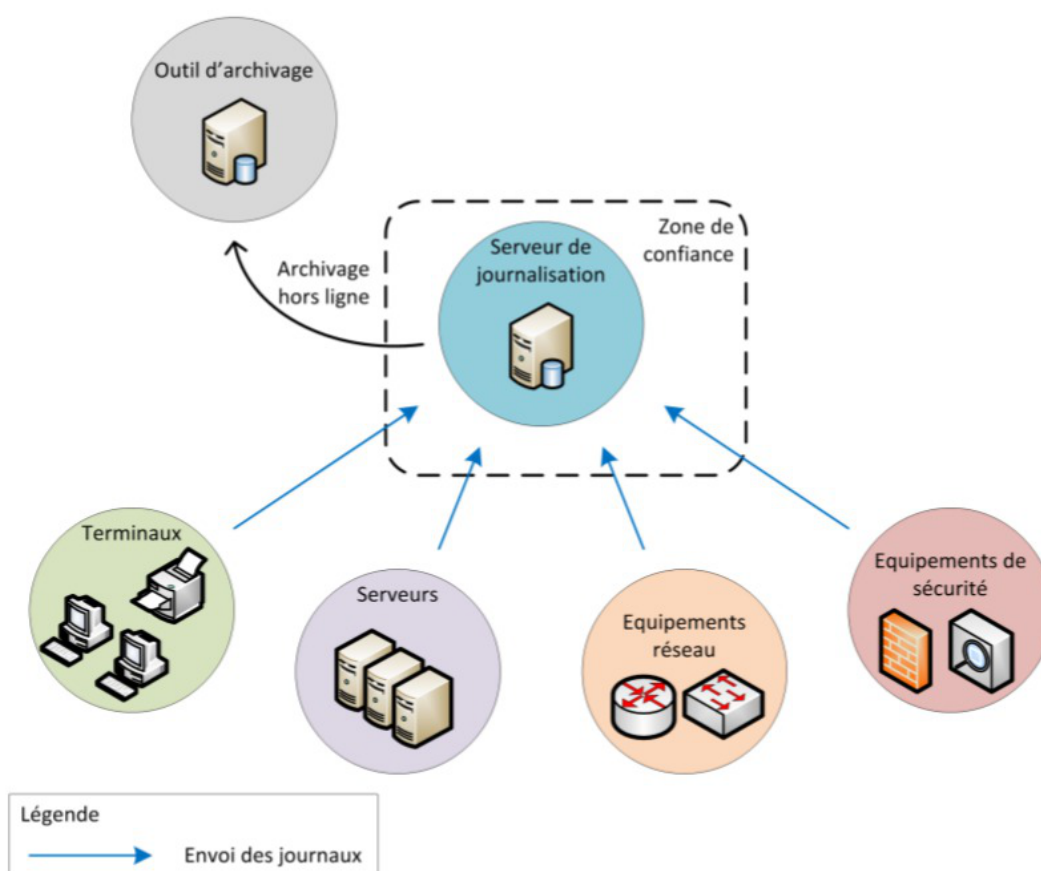 Outil d'archivage
Zone de
confiance
Serveur de
journalisation
Archivage
hors ligne
Terminaux
Serveurs
Equipements
réseau
Equipements de
sécurité
Légende
Envoi des journaux